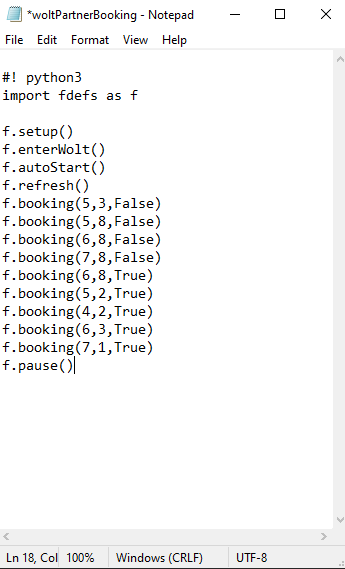 *woltPartnerBooking - Notepad
File Edit Format View Help
#! python3
import fdefs as f
f.setup()
f.enterWolt()
f.autoStart()
f.refresh()
f.booking(5,3,False)
f.booking(5,8,False)
f.booking(6,8,False)
f.booking(7,8,False)
f.booking(6,8,True)
f.booking(5,2,True)
f.booking(4,2,True)
f.booking(6,3,True)
f.booking(7,1,True)
f.pause()
Ln 18, Col 100% Windows (CRLF) UTF-8